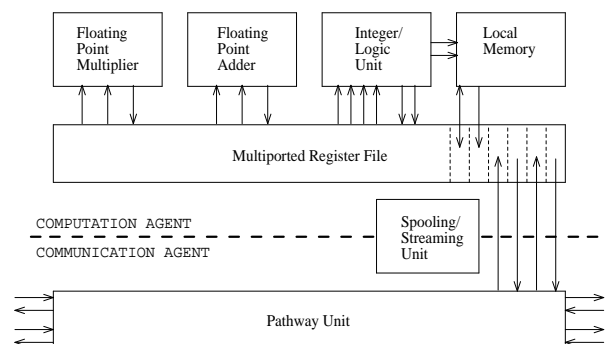 Floating
Point
Multiplier
Floating
Point
Adder
Integer/
Logic
Unit
Local
Memory
Multiported Register File
Spooling/
Streaming
Unit
COMPUTATION AGENT
COMMUNICATION AGENT
Pathway Unit